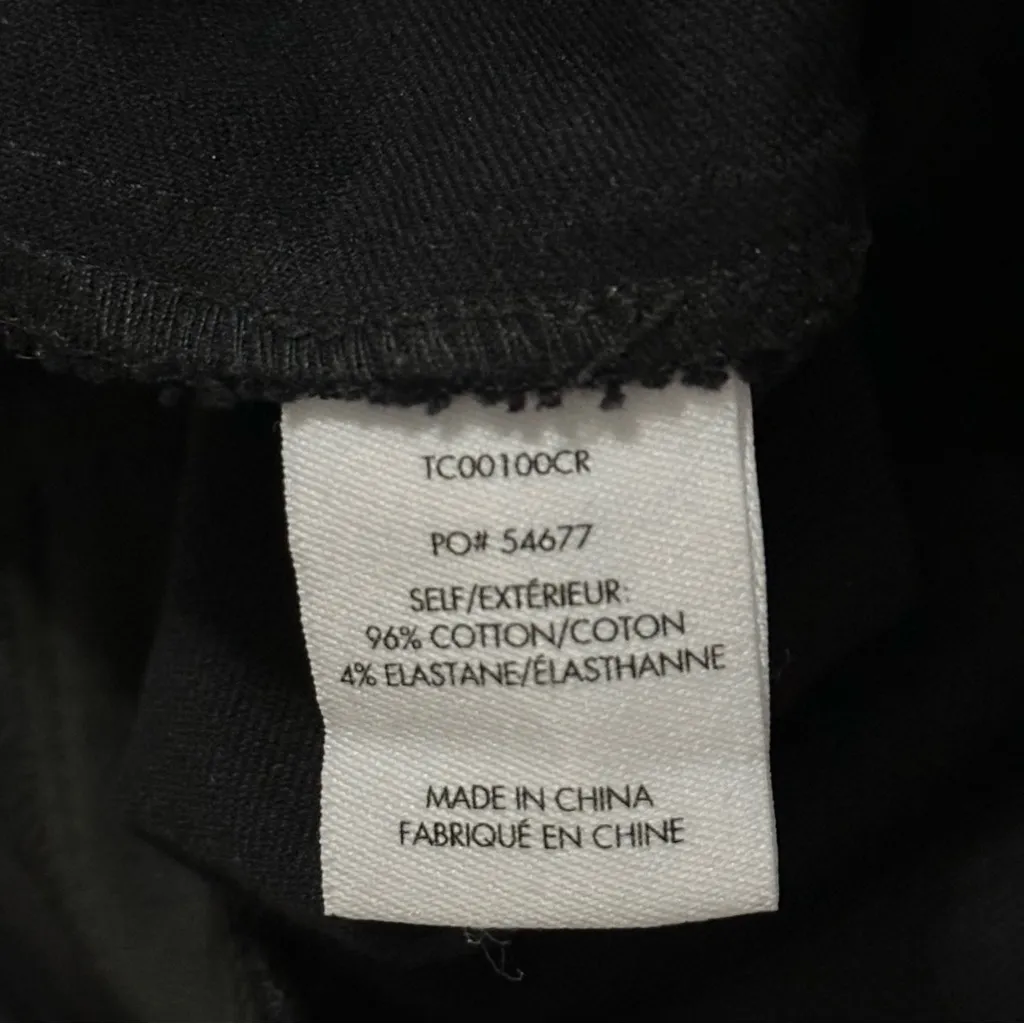 TC00100CR
PO# 54677
SELF/EXTÉRIEUR:
96% COTTON/COTON
4% ELASTANE/ÉLASTHANNE
MADE IN CHINA
FABRIQUÉ EN CHINE